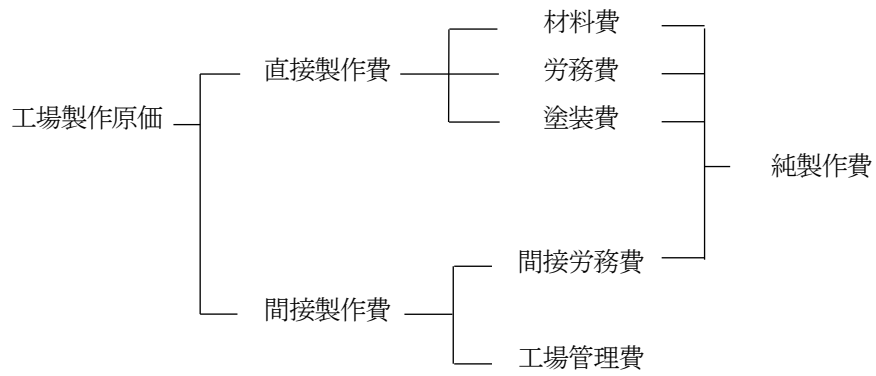 材料費
直接製作費
労務費
工場製作原価
塗装費
純製作費
間接労務費
間接製作費
工場管理費